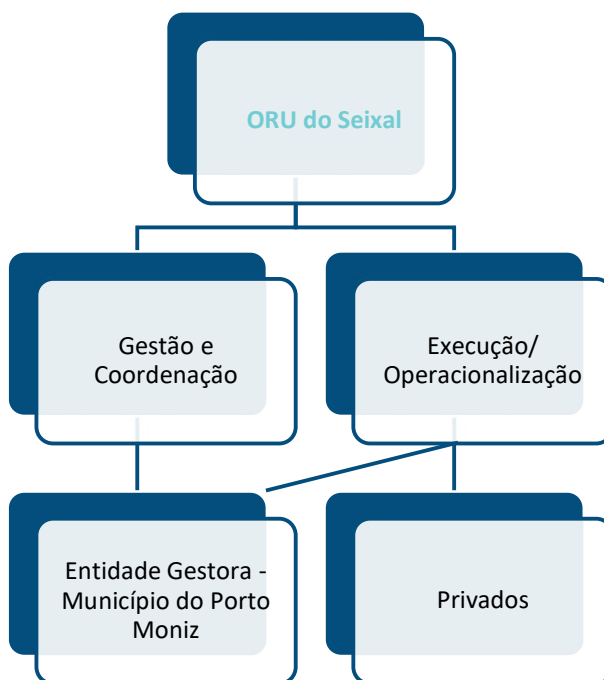 ORU do Seixal
Gestão e
Coordenação
Execução/
Operacionalização
Entidade Gestora -
Município do Porto
Moniz
Privados